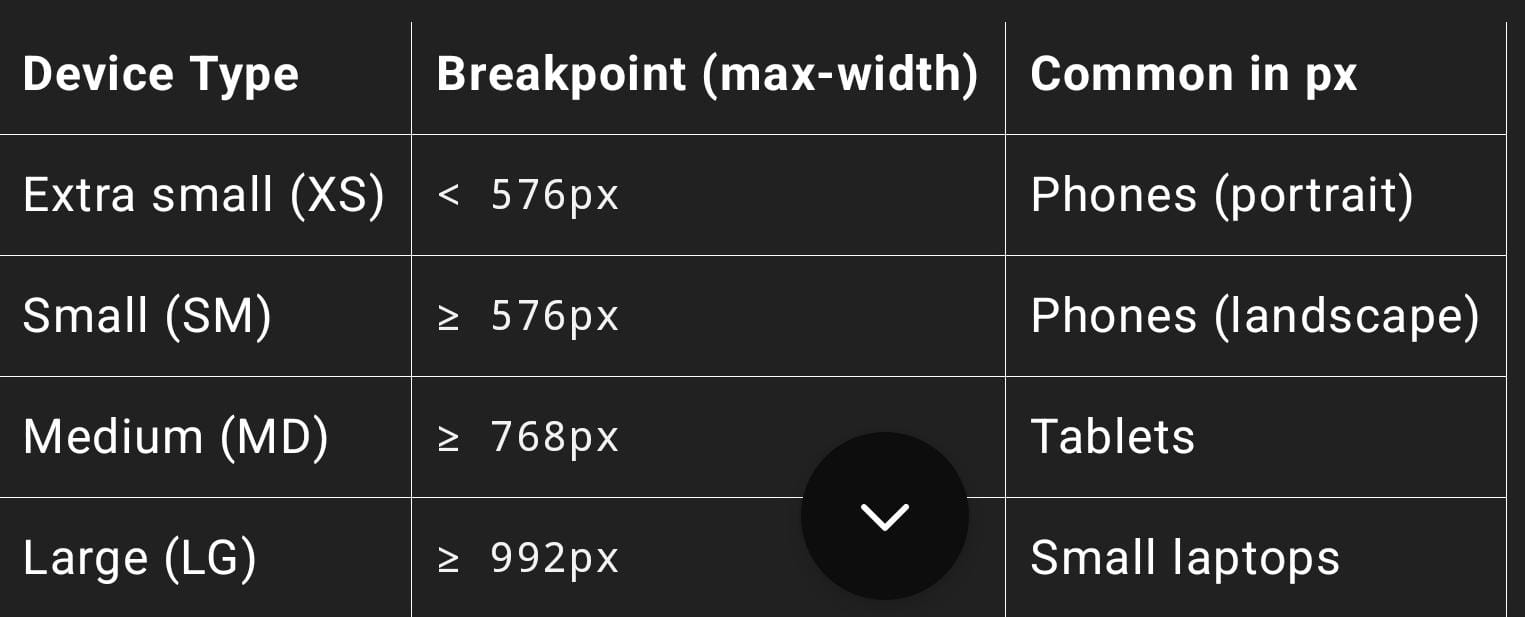 Device Type Breakpoint (max-width) Common in px
Extra small (XS) < 576px Phones (portrait)
Small (SM) ≥ 576px Phones (landscape)
Medium (MD) ≥ 768px Tablets
Large (LG) ≥ 992px Small laptops